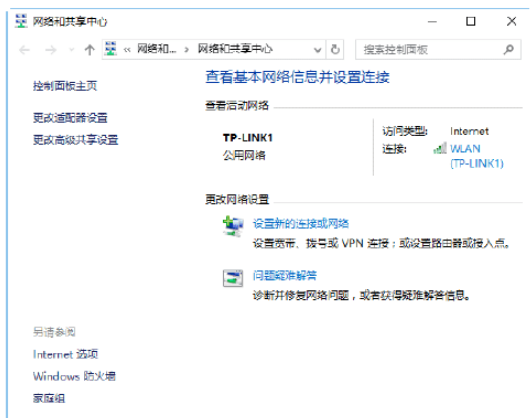 网络和共享中心
« 网络和... › 网络和共享中心
搜索控制面板
控制面板主页
更改适配器设置
更改高级共享设置
查看基本网络信息并设置连接
查看活动网络
TP-LINK1
公用网络
访问类型: Internet
连接: WLAN
(TP-LINK1)
更改网络设置
设置新的连接或网络
设置宽带、拨号或 VPN 连接；或设置路由器或接入点。
问题疑难解答
诊断并修复网络问题，或者获得疑难解答信息。
另请参阅
Internet 选项
Windows 防火墙
家庭组